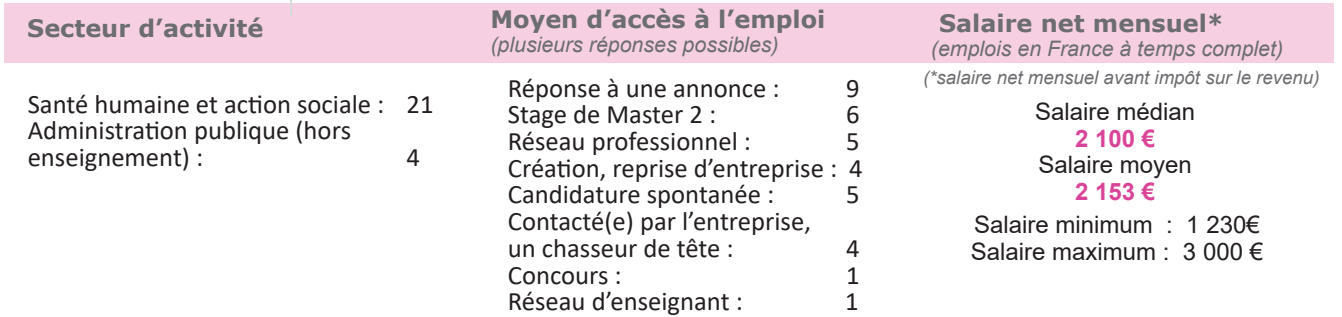 Secteur d’activité
Santé humaine et action sociale : 21
Administration publique (hors
enseignement) : 4
Moyen d’accès à l’emploi
(plusieurs réponses possibles)
Réponse à une annonce : 9
Stage de Master 2 : 6
Réseau professionnel : 5
Création, reprise d’entreprise : 4
Candidature spontanée : 5
Contacté(e) par l’entreprise,
un chasseur de tête : 4
Concours : 1
Réseau d’enseignant : 1
Salaire net mensuel*
(emplois en France à temps complet)
(*salaire net mensuel avant impôt sur le revenu)
Salaire médian
2 100 €
Salaire moyen
2 153 €
Salaire minimum : 1 230€
Salaire maximum : 3 000 €